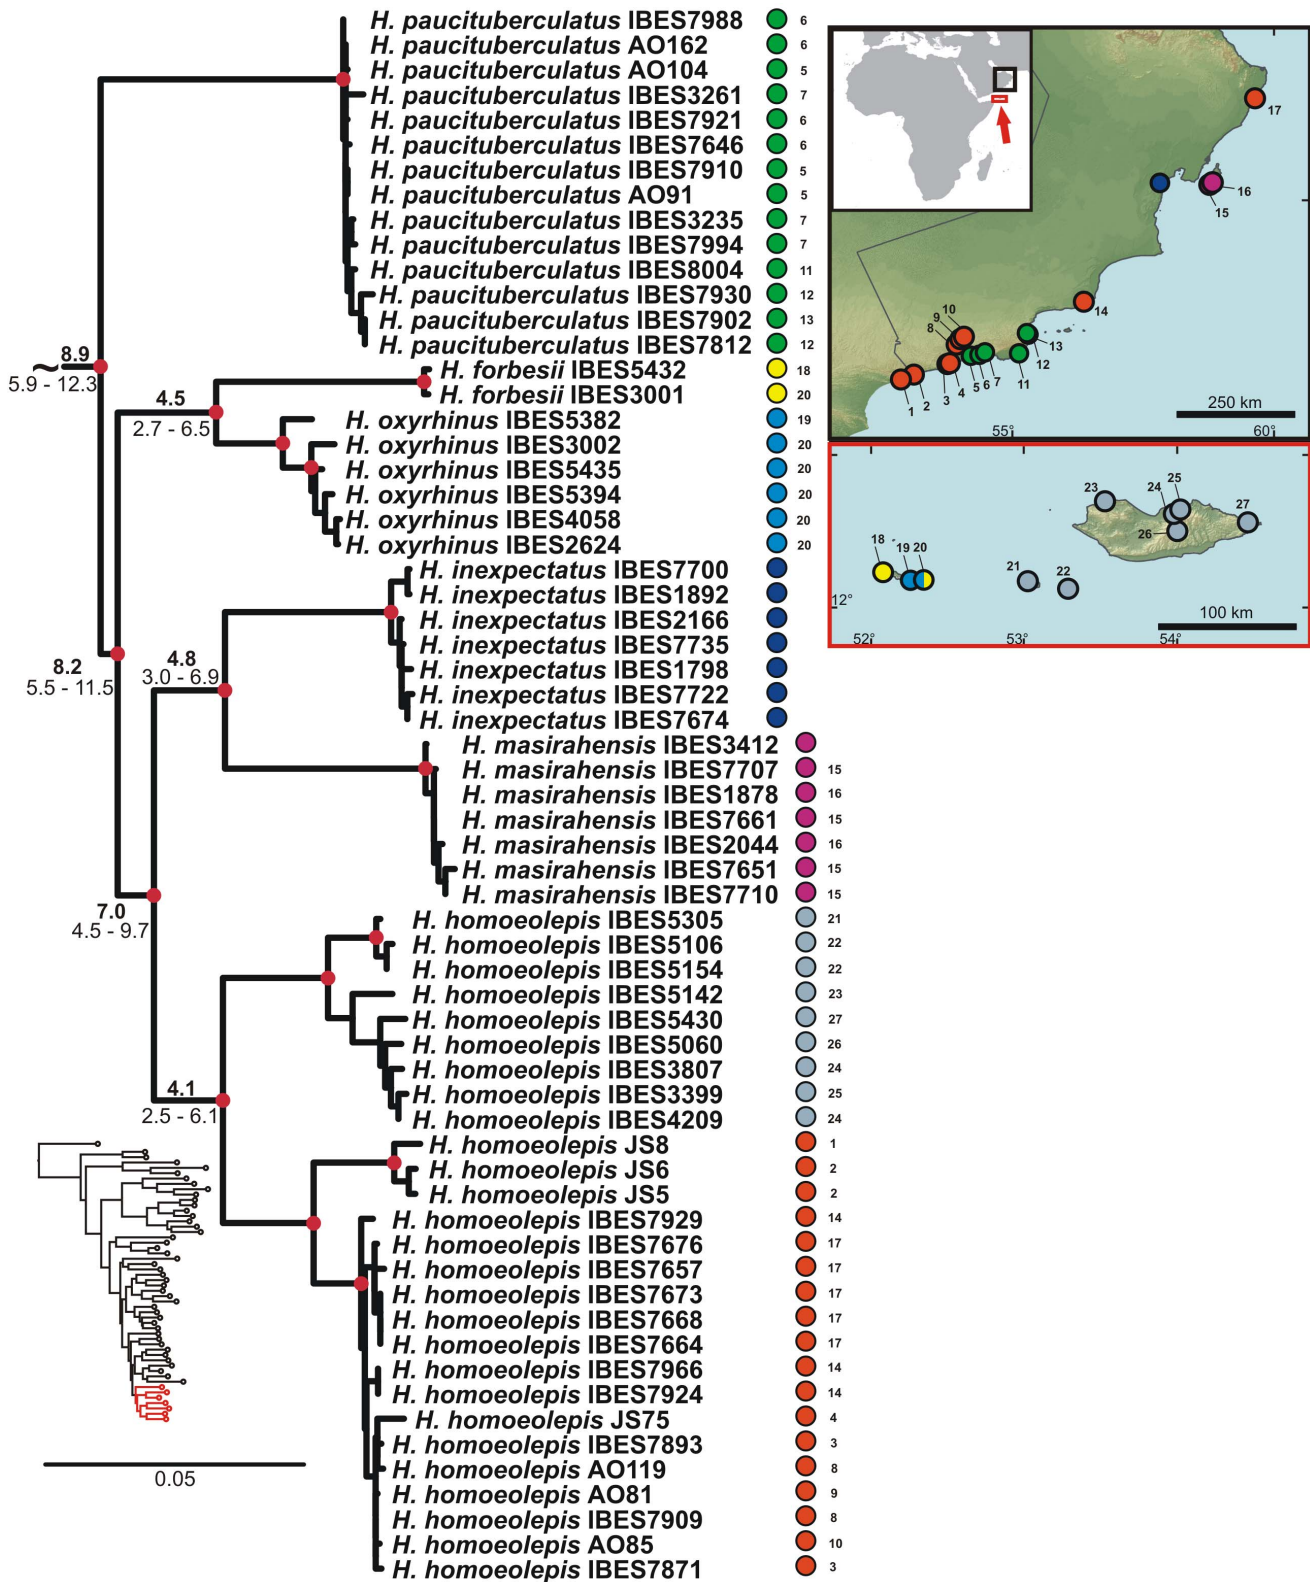 H. paucituberculatus IBES7988 6
H. paucituberculatus AO162 6
H. paucituberculatus AO104 5
H. paucituberculatus IBES3261 7
H. paucituberculatus IBES7921 6
H. paucituberculatus IBES7646 6
H. paucituberculatus IBES7910 5
H. paucituberculatus AO91 5
H. paucituberculatus IBES3235 7
H. paucituberculatus IBES7994 7
H. paucituberculatus IBES8004 11
H. paucituberculatus IBES7930 12
H. paucituberculatus IBES7902 13
H. paucituberculatus IBES7812 12
H. forbesii IBES5432 18
H. forbesii IBES3001 20
H. oxyrhinus IBES5382 19
H. oxyrhinus IBES3002 20
H. oxyrhinus IBES5435 20
H. oxyrhinus IBES5394 20
H. oxyrhinus IBES4058 20
H. oxyrhinus IBES2624 20
H. inexpectatus IBES7700
H. inexpectatus IBES1892
H. inexpectatus IBES2166
H. inexpectatus IBES7735
H. inexpectatus IBES1798
H. inexpectatus IBES7722
H. inexpectatus IBES7674
H. masirahensis IBES3412
H. masirahensis IBES7707 15
H. masirahensis IBES1878 16
H. masirahensis IBES7661 15
H. masirahensis IBES2044 16
H. masirahensis IBES7651 15
H. masirahensis IBES7710 15
H. homoeolepis IBES5305 21
H. homoeolepis IBES5106 22
H. homoeolepis IBES5154 22
H. homoeolepis IBES5142 23
H. homoeolepis IBES5430 27
H. homoeolepis IBES5060 26
H. homoeolepis IBES3807 24
H. homoeolepis IBES3399 25
H. homoeolepis IBES4209 24
H. homoeolepis JS8 1
H. homoeolepis JS6 2
H. homoeolepis JS5 2
H. homoeolepis IBES7929 14
H. homoeolepis IBES7676 17
H. homoeolepis IBES7657 17
H. homoeolepis IBES7673 17
H. homoeolepis IBES7668 17
H. homoeolepis IBES7664 17
H. homoeolepis IBES7966 14
H. homoeolepis IBES7924 14
H. homoeolepis JS75 4
H. homoeolepis IBES7893 3
H. homoeolepis AO119 8
H. homoeolepis AO81 9
H. homoeolepis IBES7909 8
H. homoeolepis AO85 10
H. homoeolepis IBES7871 3
8.9
5.9 - 12.3
4.5
2.7 - 6.5
8.2
5.5 - 11.5
4.8
3.0 - 6.9
7.0
4.5 - 9.7
4.1
2.5 - 6.1
0.05
17
16
15
14
10
9
8
13
12
11
7
6
5
4
3
2
1
250 km
55° 60°
25
24
23
27
26
18 19 20
21
22
12°
100 km
52° 53° 54°